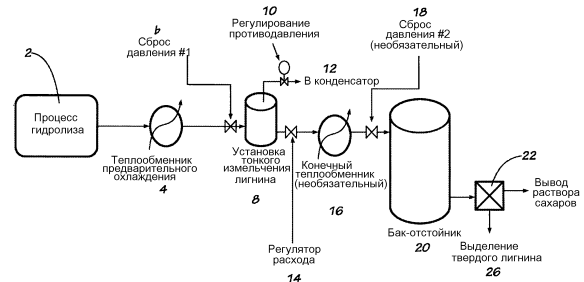 2
Процесс
гидролиза
Теплообменник
предварительного
охлаждения
4
6
Сброс
давления #1
Установка
тонкого
измельчения
лигнина
8
10
Регулирование
противодавления
12
В конденсатор
Регулятор
расхода
14
Конечный
теплообменник
(необязательный)
16
18
Сброс
давления #2
(необязательный)
Бак-отстойник
20
22
Вывод
раствора
сахаров
Выделение
твердого лигнина
26